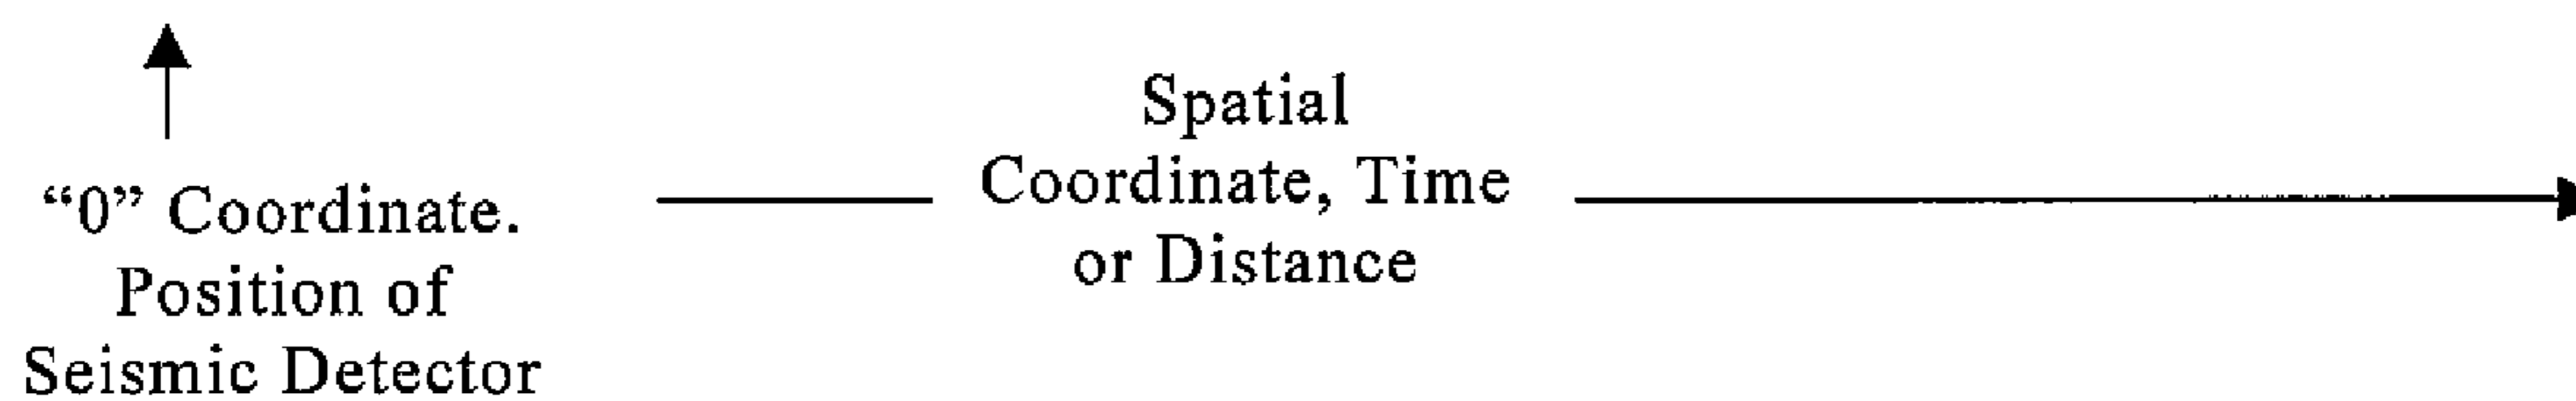 “0” Coordinate.
Position of
Seismic Detector
Spatial
Coordinate, Time
or Distance